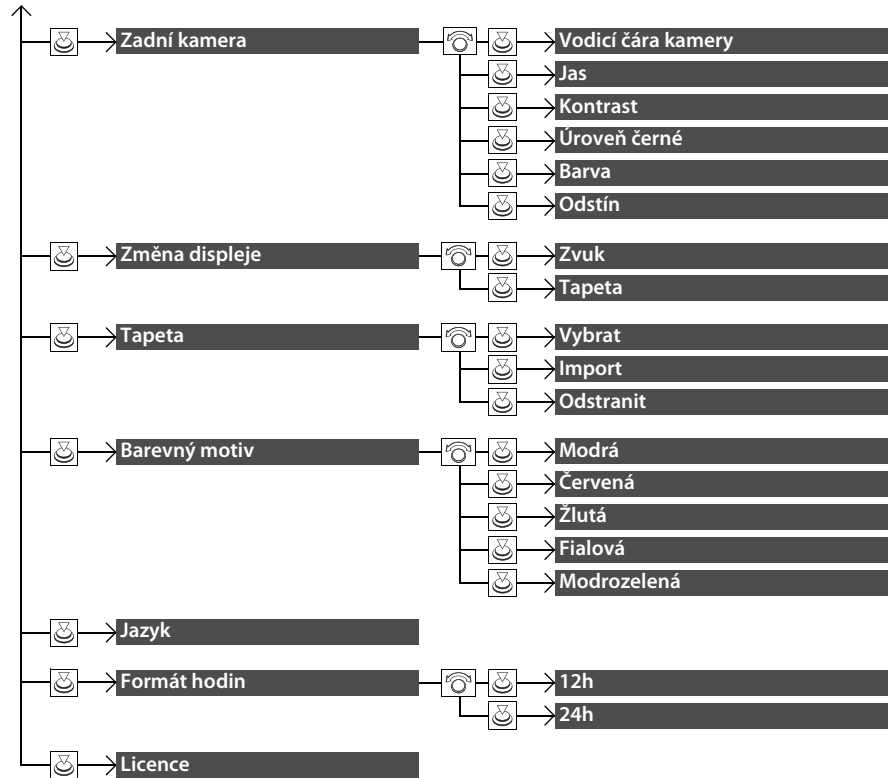 Zadní kamera
Vodicí čára kamery
Jas
Kontrast
Úroveň černé
Barva
Odstín
Změna displeje
Zvuk
Tapeta
Tapeta
Vybrat
Import
Odstranit
Barevný motiv
Modrá
Červená
Žlutá
Fialová
Modrozelená
Jazyk
Formát hodin
12h
24h
Licence